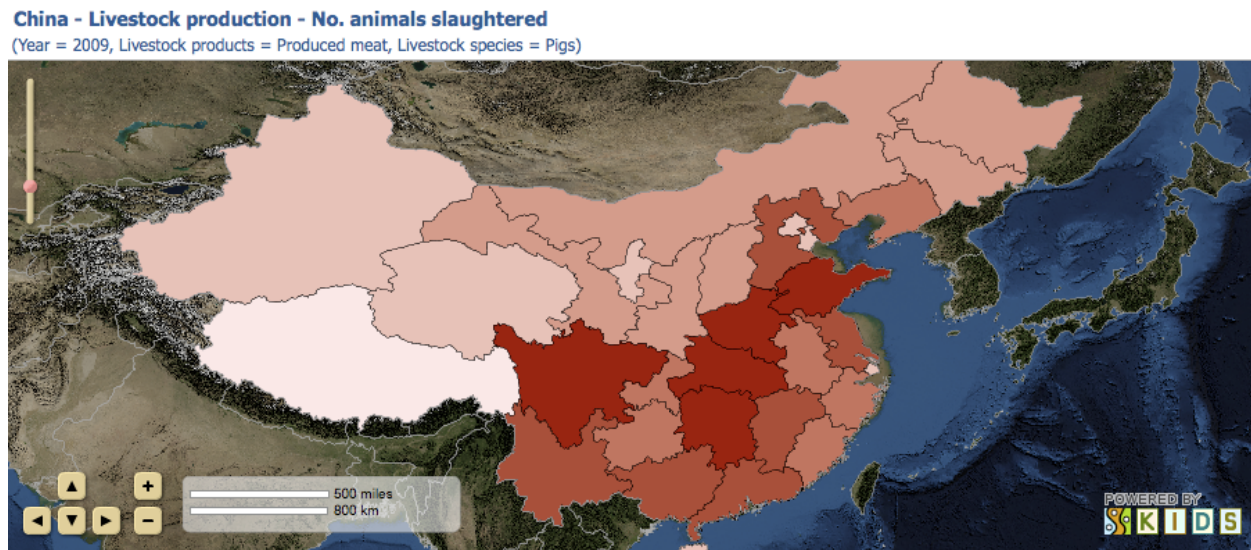 China - Livestock production - No. animals slaughtered
(Year = 2009, Livestock products = Produced meat, Livestock species = Pigs)
500 miles
800 km
POWERED BY
KIDS